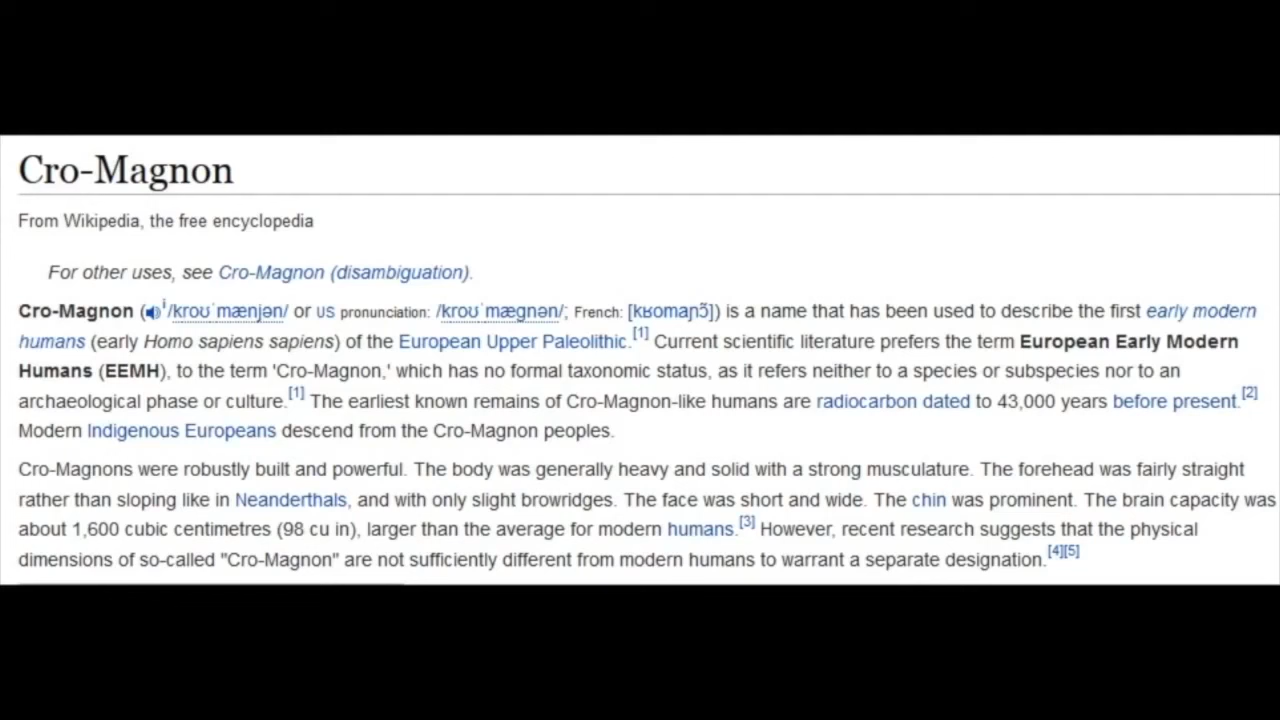 Cro-Magnon
From Wikipedia, the free encyclopedia
For other uses, see Cro-Magnon (disambiguation).
Cro-Magnon (i/kroʊˈmænjən/ or US pronunciation: /kroʊˈmægnən/; French: [kʁomaɲɔ̃]) is a name that has been used to describe the first early modern
humans (early Homo sapiens sapiens) of the European Upper Paleolithic.[1] Current scientific literature prefers the term European Early Modern
Humans (EEMH), to the term 'Cro-Magnon,' which has no formal taxonomic status, as it refers neither to a species or subspecies nor to an
archaeological phase or culture.[1] The earliest known remains of Cro-Magnon-like humans are radiocarbon dated to 43,000 years before present.[2]
Modern Indigenous Europeans descend from the Cro-Magnon peoples.
Cro-Magnons were robustly built and powerful. The body was generally heavy and solid with a strong musculature. The forehead was fairly straight
rather than sloping like in Neanderthals, and with only slight browridges. The face was short and wide. The chin was prominent. The brain capacity was
about 1,600 cubic centimetres (98 cu in), larger than the average for modern humans.[3] However, recent research suggests that the physical
dimensions of so-called "Cro-Magnon" are not sufficiently different from modern humans to warrant a separate designation.[4][5]